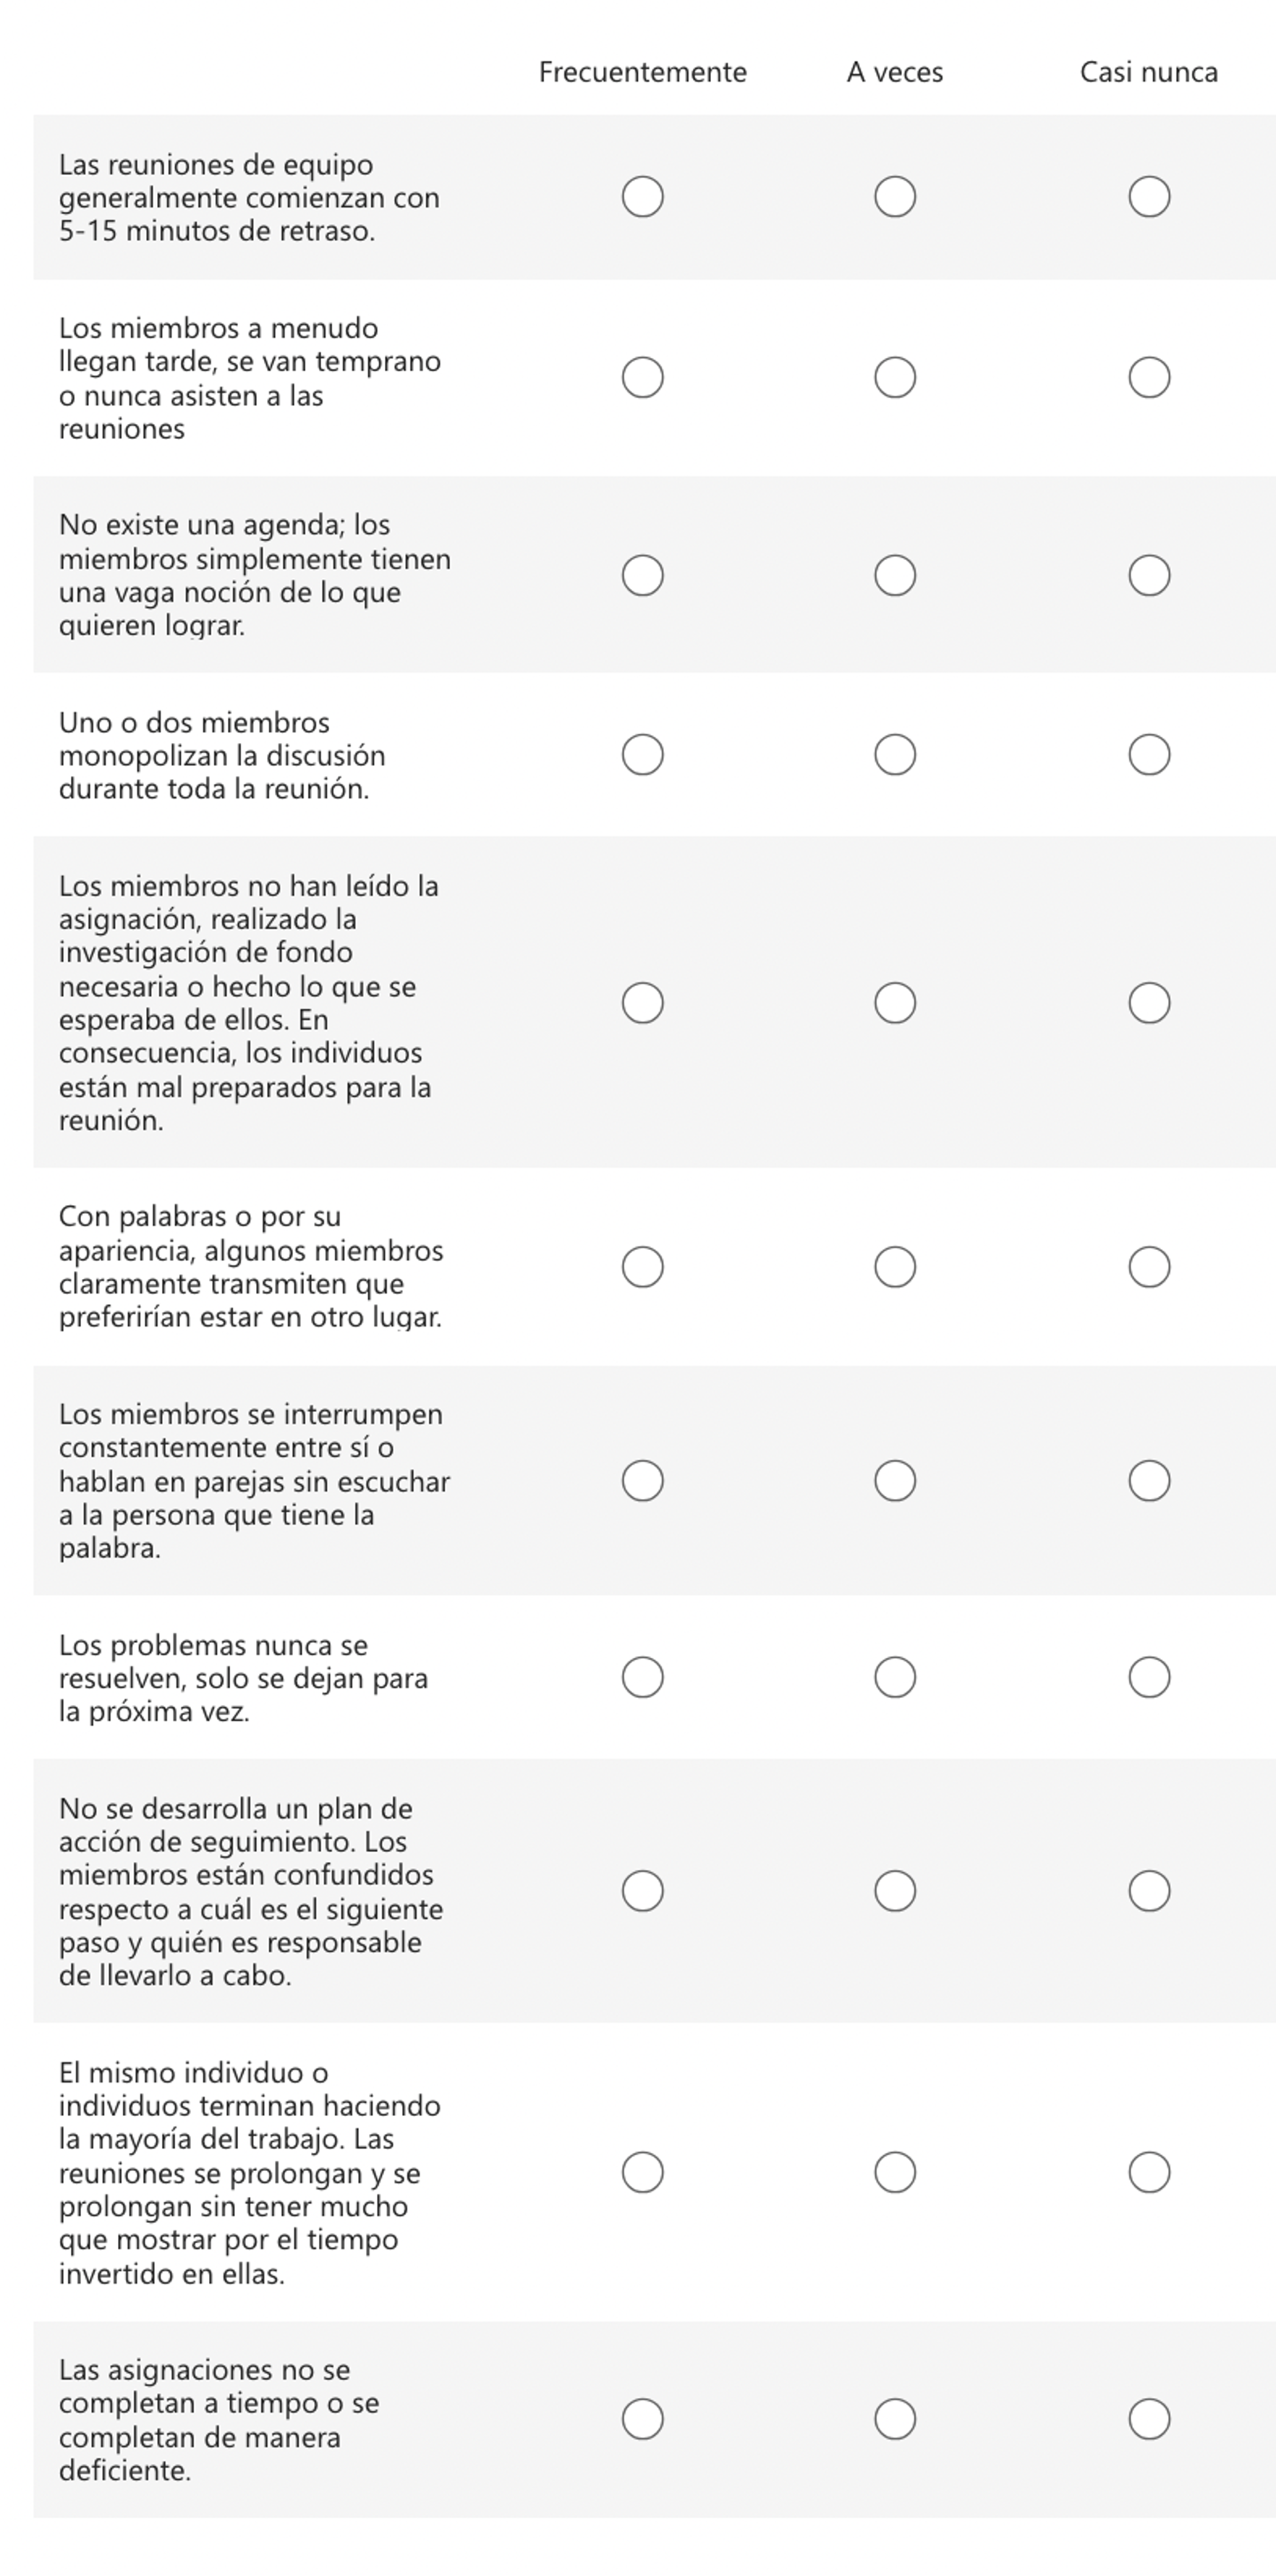 Frecuentemente A veces Casi nunca
Las reuniones de equipo
generalmente comienzan con
5-15 minutos de retraso.
Los miembros a menudo
llegan tarde, se van temprano
o nunca asisten a las
reuniones
No existe una agenda; los
miembros simplemente tienen
una vaga noción de lo que
quieren lograr.
Uno o dos miembros
monopolizan la discusión
durante toda la reunión.
Los miembros no han leído la
asignación, realizado la
investigación de fondo
necesaria o hecho lo que se
esperaba de ellos. En
consecuencia, los individuos
están mal preparados para la
reunión.
Con palabras o por su
apariencia, algunos miembros
claramente transmiten que
preferirían estar en otro lugar.
Los miembros se interrumpen
constantemente entre sí o
hablan en parejas sin escuchar
a la persona que tiene la
palabra.
Los problemas nunca se
resuelven, solo se dejan para
la próxima vez.
No se desarrolla un plan de
acción de seguimiento. Los
miembros están confundidos
respecto a cuál es el siguiente
paso y quién es responsable
de llevarlo a cabo.
El mismo individuo o
individuos terminan haciendo
la mayoría del trabajo. Las
reuniones se prolongan y se
prolongan sin tener mucho
que mostrar por el tiempo
invertido en ellas.
Las asignaciones no se
completan a tiempo o se
completan de manera
deficiente.